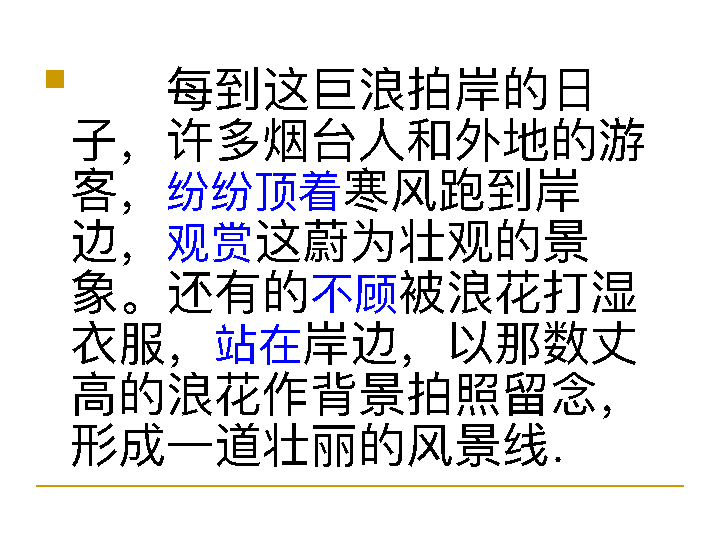 每到这巨浪拍岸的日
子，许多烟台人和外地的游
客，纷纷顶着寒风跑到岸
边，观赏这蔚为壮观的景
象。还有的不顾被浪花打湿
衣服，站在岸边，以那数丈
高的浪花作背景拍照留念，
形成一道壮丽的风景线.